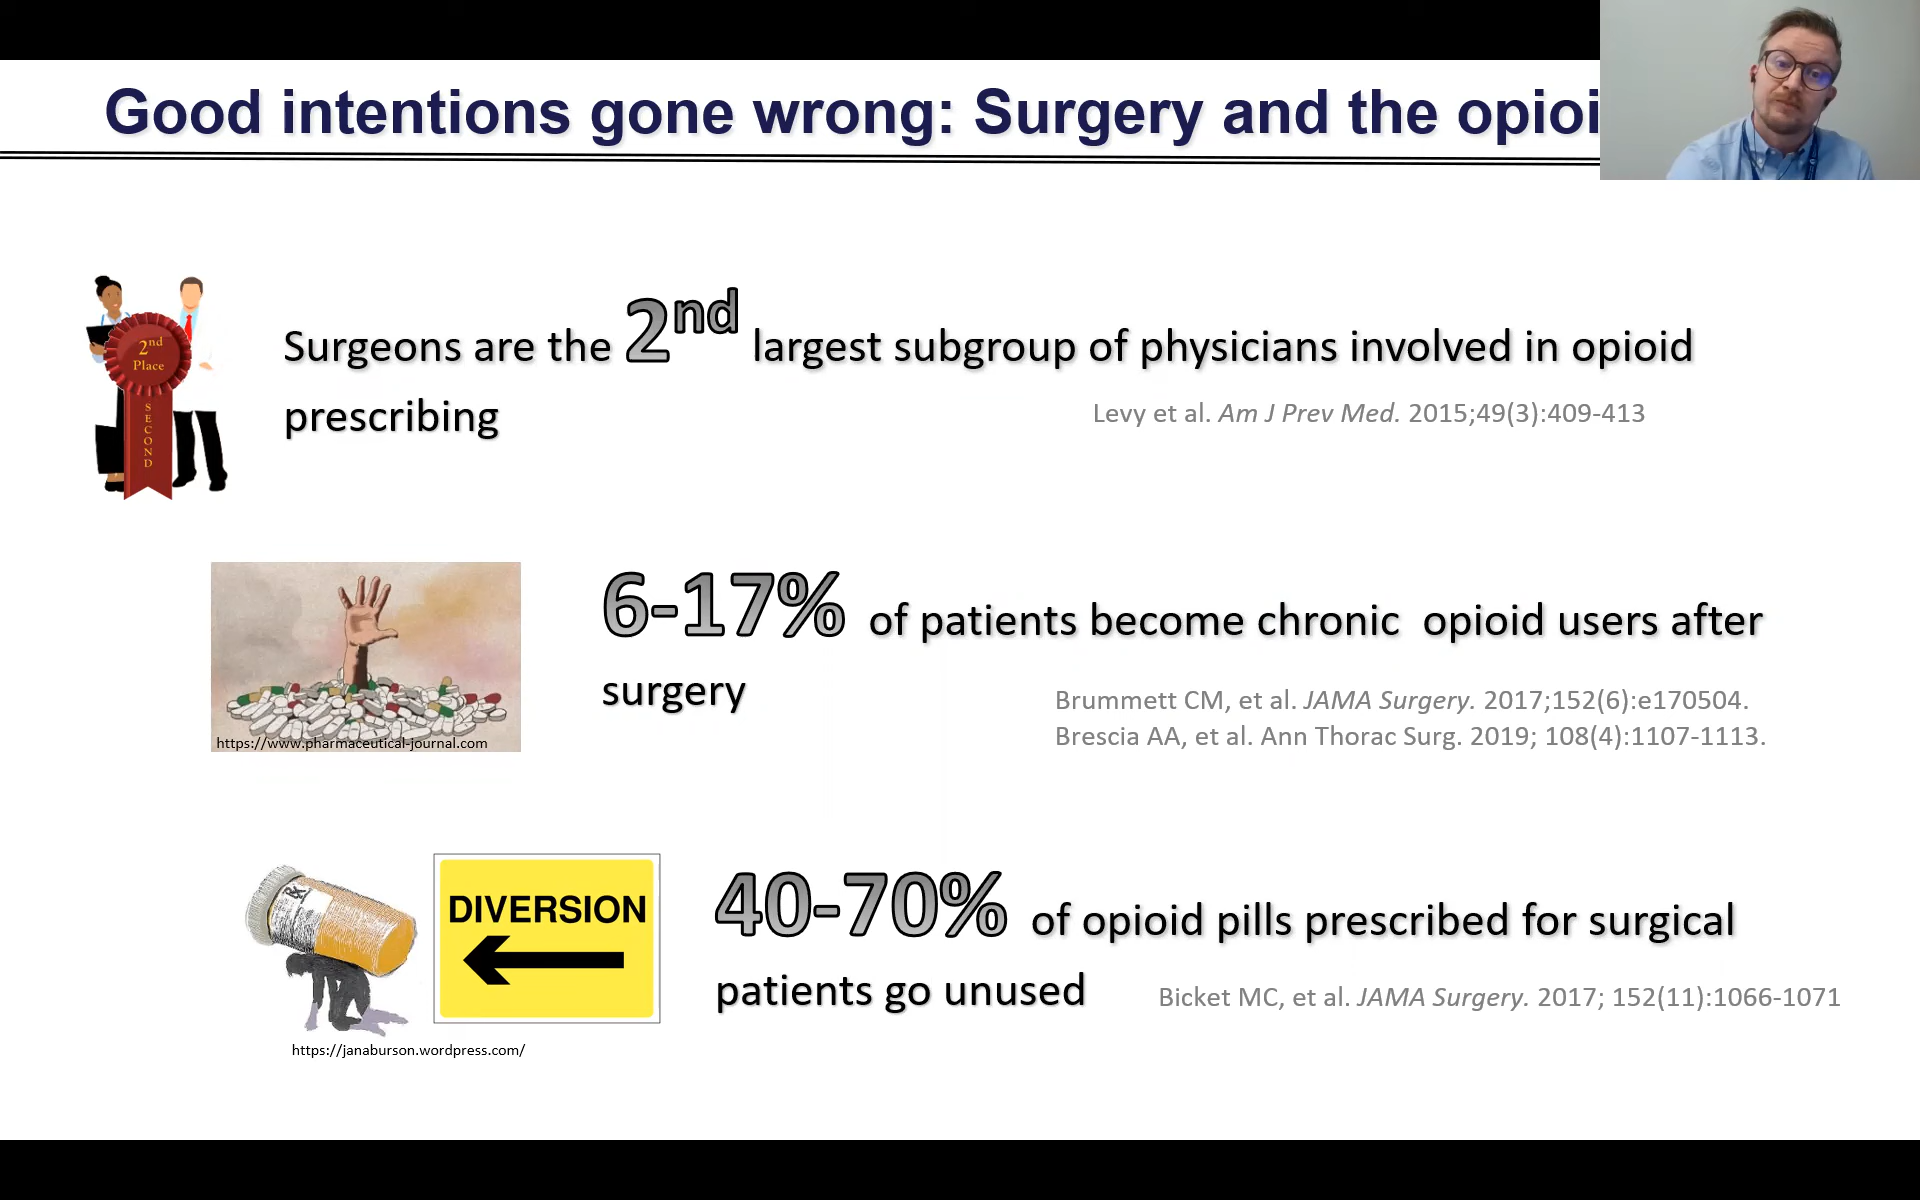 Good intentions gone wrong: Surgery and the opioi
2nd
Place
SECOND
Surgeons are the 2nd largest subgroup of physicians involved in opioid
prescribing
Levy et al. Am J Prev Med. 2015;49(3):409-413
6-17% of patients become chronic opioid users after
surgery
Brummett CM, et al. JAMA Surgery. 2017;152(6):e170504.
Brescia AA, et al. Ann Thorac Surg. 2019; 108(4):1107-1113.
https://www.pharmaceutical-journal.com
Rx
DIVERSION
40-70% of opioid pills prescribed for surgical
patients go unused
Bicket MC, et al. JAMA Surgery. 2017; 152(11):1066-1071
https://janaburson.wordpress.com/